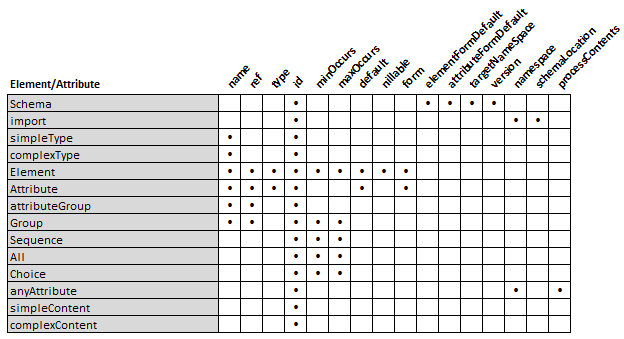 Element/Attribute name ref type id minOccurs maxOccurs default nillable form elementFormDefault attributeFormDefault targetNameSpace version namespace schemaLocation processContents
Schema • • • • •
import • • •
simpleType • •
complexType • •
Element • • • • • • • • •
Attribute • • • • • •
attributeGroup • • •
Group • • • • •
Sequence • • •
All • • •
Choice • • •
anyAttribute • • •
simpleContent •
complexContent •